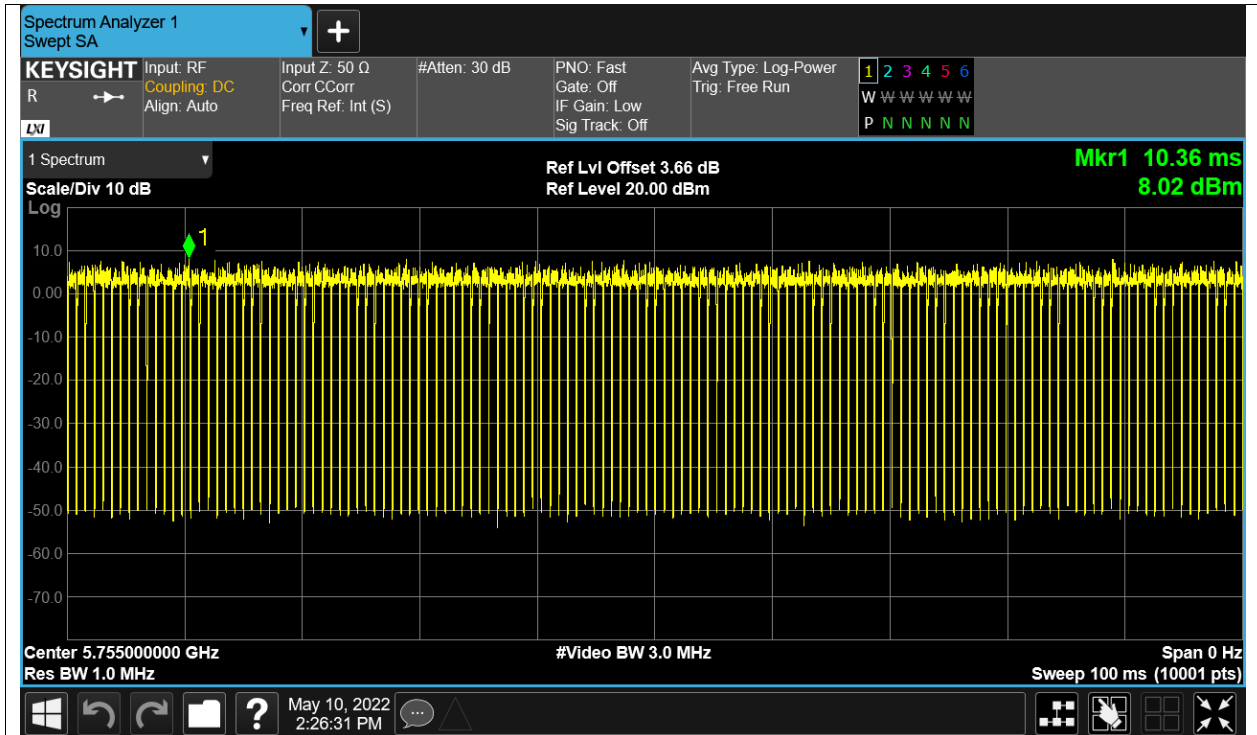 Spectrum Analyzer 1
Swept SA
+
KEYSIGHT
R
LXI
Input: RF
Coupling: DC
Align: Auto
Input Z: 50 Ω
Corr CCorr
Freq Ref: Int (S)
#Atten: 30 dB
PNO: Fast
Gate: Off
IF Gain: Low
Sig Track: Off
Avg Type: Log-Power
Trig: Free Run
1 2 3 4 5 6
W W W W W W
P N N N N N
1 Spectrum
Scale/Div 10 dB
Log
Ref Lvl Offset 3.66 dB
Ref Level 20.00 dBm
Mkr1 10.36 ms
8.02 dBm
1
10.0
0.00
-10.0
-20.0
-30.0
-40.0
-50.0
-60.0
-70.0
Center 5.755000000 GHz
Res BW 1.0 MHz
#Video BW 3.0 MHz
Span 0 Hz
Sweep 100 ms (10001 pts)
?
May 10, 2022
2:26:31 PM